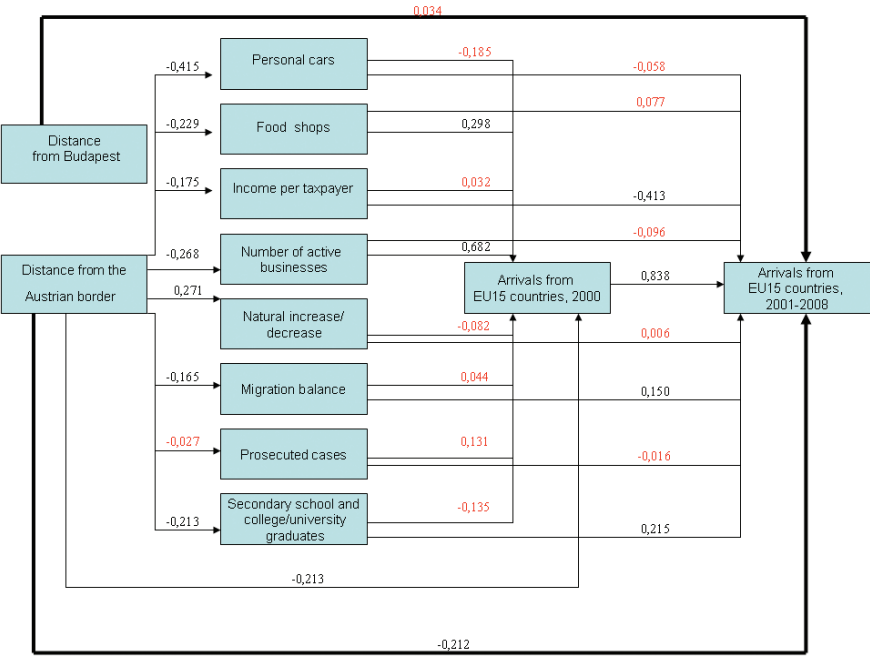 0,034
Personal cars
-0,185
-0,415
-0,058
0,077
Food shops
-0,229
0,298
Distance
from Budapest
-0,175
Income per taxpayer
0,032
-0,413
-0,096
-0,268
Number of active
businesses
0,682
Distance from the
Austrian border
0,271
Arrivals from
EU15 countries, 2000
0,838
Arrivals from
EU15 countries,
2001-2008
Natural increase/
decrease
-0,082
0,006
-0,165
Migration balance
0,044
0,150
-0,027
Prosecuted cases
0,131
-0,016
Secondary school and
college/university
graduates
-0,135
-0,213
0,215
-0,213
-0,212